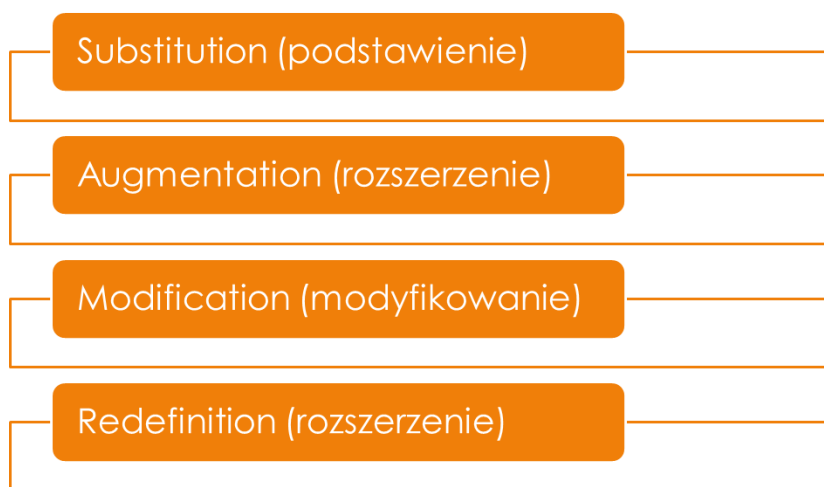 Substitution (podstawienie)
Augmentation (rozszerzenie)
Modification (modyfikowanie)
Redefinition (rozszerzenie)